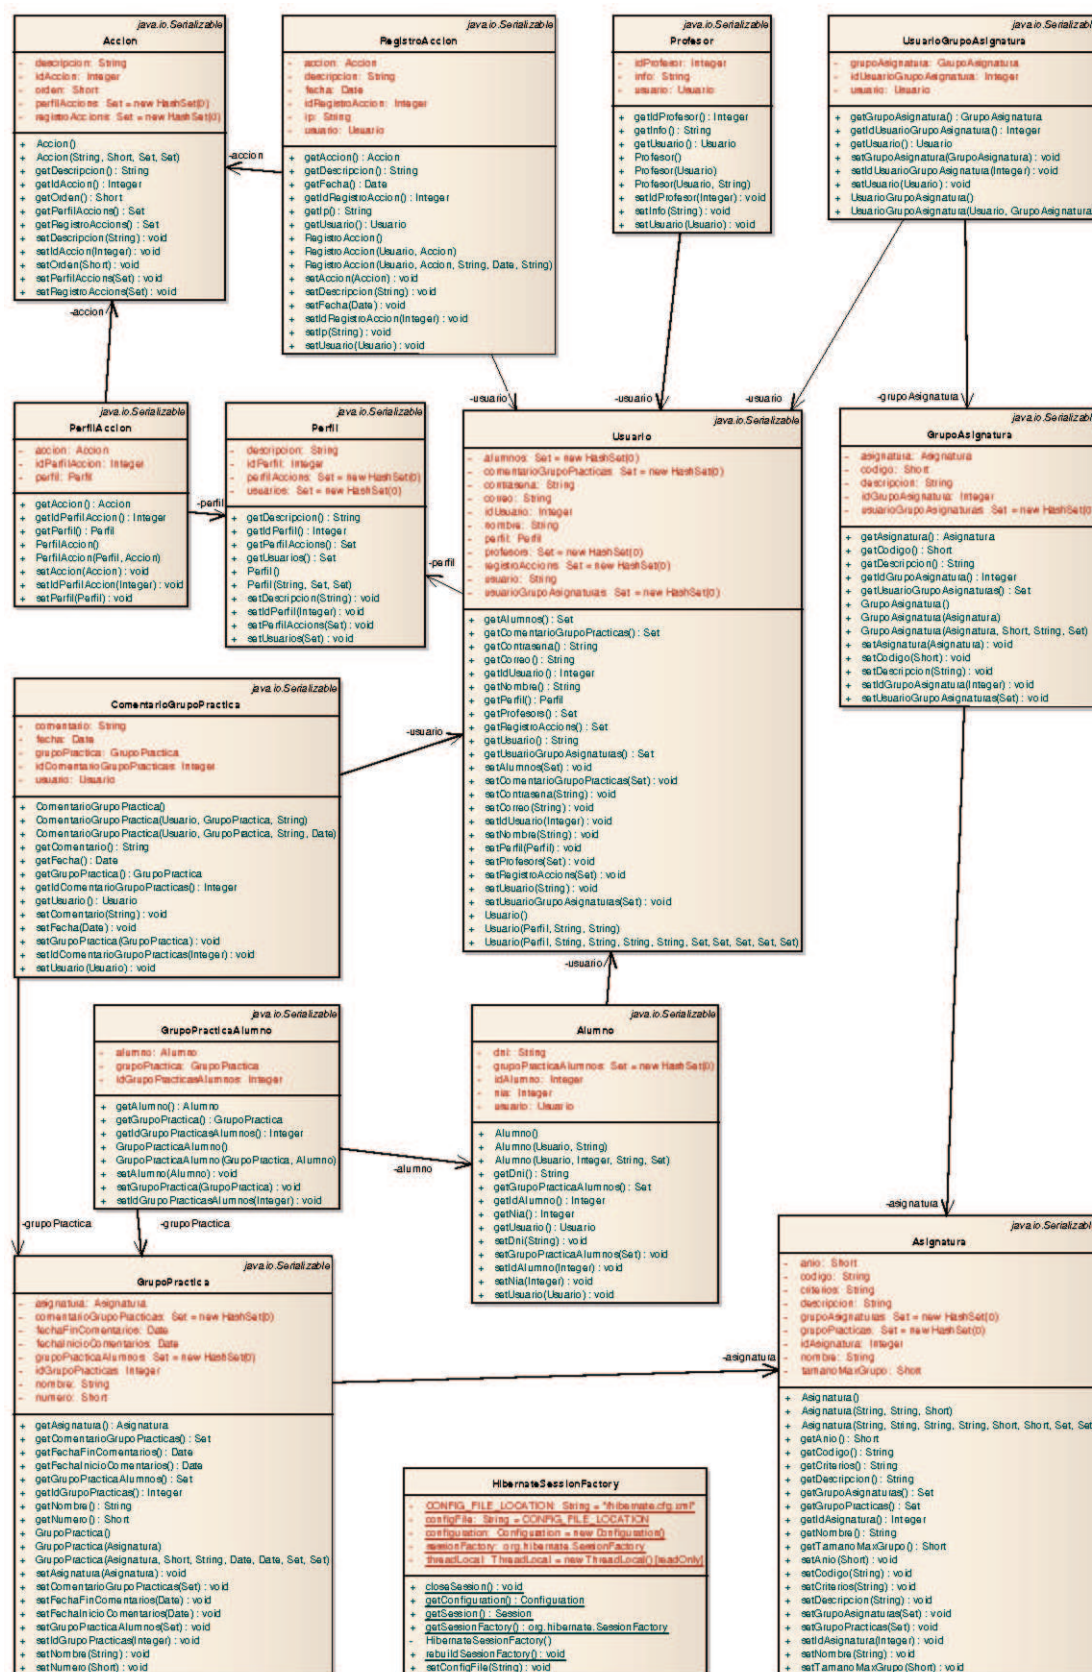 java.io.Serializable
Accion
- descripcion: String
- idAccion: Integer
- orden: Short
- perfilAccions: Set = new HashSet(0)
- registroAccions: Set = new HashSet(0)
+ Accion()
+ Accion(String, Short, Set, Set)
+ getDescripcion() : String
+ getIdAccion() : Integer
+ getOrden() : Short
+ getPerfilAccions() : Set
+ getRegistroAccions() : Set
+ setDescripcion(String) : void
+ setIdAccion(Integer) : void
+ setOrden(Short) : void
+ setPerfilAccions(Set) : void
+ setRegistroAccions(Set) : void
-accion
java.io.Serializable
RegistroAccion
- accion: Accion
- descripcion: String
- fecha: Date
- idRegistroAccion: Integer
- ip: String
- usuario: Usuario
+ getAccion() : Accion
+ getDescripcion() : String
+ getFecha() : Date
+ getIdRegistroAccion() : Integer
+ getIp() : String
+ getUsuario() : Usuario
+ RegistroAccion()
+ RegistroAccion(Usuario, Accion)
+ RegistroAccion(Usuario, Accion, String, Date, String)
+ setAccion(Accion) : void
+ setDescripcion(String) : void
+ setFecha(Date) : void
+ setIdRegistroAccion(Integer) : void
+ setIp(String) : void
+ setUsuario(Usuario) : void
java.io.Serializable
Profesor
- idProfesor: Integer
- info: String
- usuario: Usuario
+ getIdProfesor() : Integer
+ getInfo() : String
+ getUsuario() : Usuario
+ Profesor()
+ Profesor(Usuario)
+ Profesor(Usuario, String)
+ setIdProfesor(Integer) : void
+ setInfo(String) : void
+ setUsuario(Usuario) : void
java.io.Serializabl
UsuarioGrupoAsignatura
- grupoAsignatura: GrupoAsignatura
- idUsuarioGrupoAsignatura: Integer
- usuario: Usuario
+ getGrupoAsignatura() : GrupoAsignatura
+ getIdUsuarioGrupoAsignatura() : Integer
+ getUsuario() : Usuario
+ setGrupoAsignatura(GrupoAsignatura) : void
+ setIdUsuarioGrupoAsignatura(Integer) : void
+ setUsuario(Usuario) : void
+ UsuarioGrupoAsignatura()
+ UsuarioGrupoAsignatura(Usuario, GrupoAsignatura
-accion
-usuario
-usuario
-usuario
-grupoAsignatura
java.io.Serializable
PerfilAccion
- accion: Accion
- idPerfilAccion: Integer
- perfil: Perfil
+ getAccion() : Accion
+ getIdPerfilAccion() : Integer
+ getPerfil() : Perfil
+ PerfilAccion()
+ PerfilAccion(Perfil, Accion)
+ setAccion(Accion) : void
+ setIdPerfilAccion(Integer) : void
+ setPerfil(Perfil) : void
-perfil
java.io.Serializable
Perfil
- descripcion: String
- idPerfil: Integer
- perfilAccions: Set = new HashSet(0)
- usuarios: Set = new HashSet(0)
+ getDescripcion() : String
+ getIdPerfil() : Integer
+ getPerfilAccions() : Set
+ getUsuarios() : Set
+ Perfil()
+ Perfil(String, Set, Set)
+ setDescripcion(String) : void
+ setIdPerfil(Integer) : void
+ setPerfilAccions(Set) : void
+ setUsuarios(Set) : void
-perfil
java.io.Serializable
Usuario
- alumnos: Set = new HashSet(0)
- comentarioGrupoPracticas: Set = new HashSet(0)
- contrasena: String
- correo: String
- idUsuario: Integer
- nombre: String
- perfil: Perfil
- profesors: Set = new HashSet(0)
- registroAccions: Set = new HashSet(0)
- usuario: String
- usuarioGrupoAsignaturas: Set = new HashSet(0)
+ getAlumnos() : Set
+ getComentarioGrupoPracticas() : Set
+ getContrasena() : String
+ getCorreo() : String
+ getIdUsuario() : Integer
+ getNombre() : String
+ getPerfil() : Perfil
+ getProfesors() : Set
+ getRegistroAccions() : Set
+ getUsuario() : String
+ getUsuarioGrupoAsignaturas() : Set
+ setAlumnos(Set) : void
+ setComentarioGrupoPracticas(Set) : void
+ setContrasena(String) : void
+ setCorreo(String) : void
+ setIdUsuario(Integer) : void
+ setNombre(String) : void
+ setPerfil(Perfil) : void
+ setProfesors(Set) : void
+ setRegistroAccions(Set) : void
+ setUsuario(String) : void
+ setUsuarioGrupoAsignaturas(Set) : void
+ Usuario()
+ Usuario(Perfil, String, String)
+ Usuario(Perfil, String, String, String, String, Set, Set, Set, Set, Set)
java.io.Serializabl
GrupoAsignatura
- asignatura: Asignatura
- codigo: Short
- descripcion: String
- idGrupoAsignatura: Integer
- usuarioGrupoAsignaturas: Set = new HashSet(0)
+ getAsignatura() : Asignatura
+ getCodigo() : Short
+ getDescripcion() : String
+ getIdGrupoAsignatura() : Integer
+ getUsuarioGrupoAsignaturas() : Set
+ GrupoAsignatura()
+ GrupoAsignatura(Asignatura)
+ GrupoAsignatura(Asignatura, Short, String, Set)
+ setAsignatura(Asignatura) : void
+ setCodigo(Short) : void
+ setDescripcion(String) : void
+ setIdGrupoAsignatura(Integer) : void
+ setUsuarioGrupoAsignaturas(Set) : void
java.io.Serializable
ComentarioGrupoPractica
- comentario: String
- fecha: Date
- grupoPractica: GrupoPractica
- idComentarioGrupoPracticas: Integer
- usuario: Usuario
+ ComentarioGrupoPractica()
+ ComentarioGrupoPractica(Usuario, GrupoPractica, String)
+ ComentarioGrupoPractica(Usuario, GrupoPractica, String, Date)
+ getComentario() : String
+ getFecha() : Date
+ getGrupoPractica() : GrupoPractica
+ getIdComentarioGrupoPracticas() : Integer
+ getUsuario() : Usuario
+ setComentario(String) : void
+ setFecha(Date) : void
+ setGrupoPractica(GrupoPractica) : void
+ setIdComentarioGrupoPracticas(Integer) : void
+ setUsuario(Usuario) : void
-usuario
-usuario
java.io.Serializable
GrupoPracticaAlumno
- alumno: Alumno
- grupoPractica: GrupoPractica
- idGrupoPracticasAlumnos: Integer
+ getAlumno() : Alumno
+ getGrupoPractica() : GrupoPractica
+ getIdGrupoPracticasAlumnos() : Integer
+ GrupoPracticaAlumno()
+ GrupoPracticaAlumno(GrupoPractica, Alumno)
+ setAlumno(Alumno) : void
+ setGrupoPractica(GrupoPractica) : void
+ setIdGrupoPracticasAlumnos(Integer) : void
-alumno
java.io.Serializable
Alumno
- dni: String
- grupoPracticaAlumnos: Set = new HashSet(0)
- idAlumno: Integer
- nia: Integer
- usuario: Usuario
+ Alumno()
+ Alumno(Usuario, String)
+ Alumno(Usuario, Integer, String, Set)
+ getDni() : String
+ getGrupoPracticaAlumnos() : Set
+ getIdAlumno() : Integer
+ getNia() : Integer
+ getUsuario() : Usuario
+ setDni(String) : void
+ setGrupoPracticaAlumnos(Set) : void
+ setIdAlumno(Integer) : void
+ setNia(Integer) : void
+ setUsuario(Usuario) : void
-grupoPractica
-grupoPractica
-asignatura
java.io.Serializable
GrupoPractica
- asignatura: Asignatura
- comentarioGrupoPracticas: Set = new HashSet(0)
- fechaFinComentarios: Date
- fechaInicioComentarios: Date
- grupoPracticaAlumnos: Set = new HashSet(0)
- idGrupoPracticas: Integer
- nombre: String
- numero: Short
+ getAsignatura() : Asignatura
+ getComentarioGrupoPracticas() : Set
+ getFechaFinComentarios() : Date
+ getFechaInicioComentarios() : Date
+ getGrupoPracticaAlumnos() : Set
+ getIdGrupoPracticas() : Integer
+ getNombre() : String
+ getNumero() : Short
+ GrupoPractica()
+ GrupoPractica(Asignatura)
+ GrupoPractica(Asignatura, Short, String, Date, Date, Set, Set)
+ setAsignatura(Asignatura) : void
+ setComentarioGrupoPracticas(Set) : void
+ setFechaFinComentarios(Date) : void
+ setFechaInicioComentarios(Date) : void
+ setGrupoPracticaAlumnos(Set) : void
+ setIdGrupoPracticas(Integer) : void
+ setNombre(String) : void
+ setNumero(Short) : void
-asignatura
HibernateSessionFactory
- CONFIG_FILE_LOCATION: String = "/hibernate.cfg.xml"
- configFile: String = CONFIG_FILE_LOCATION
- configuration: Configuration = new Configuration()
- sessionFactory: org.hibernate.SessionFactory
- threadLocal: ThreadLocal = new ThreadLocal() {readOnly}
+ closeSession() : void
+ getConfiguration() : Configuration
+ getSession() : Session
+ getSessionFactory() : org.hibernate.SessionFactory
- HibernateSessionFactory()
+ rebuildSessionFactory() : void
+ setConfigFile(String) : void
java.io.Serializabl
Asignatura
- anio: Short
- codigo: String
- criterios: String
- descripcion: String
- grupoAsignaturas: Set = new HashSet(0)
- grupoPracticas: Set = new HashSet(0)
- idAsignatura: Integer
- nombre: String
- tamanoMaxGrupo: Short
+ Asignatura()
+ Asignatura(String, String, Short)
+ Asignatura(String, String, String, String, Short, Short, Set, Set
+ getAnio() : Short
+ getCodigo() : String
+ getCriterios() : String
+ getDescripcion() : String
+ getGrupoAsignaturas() : Set
+ getGrupoPracticas() : Set
+ getIdAsignatura() : Integer
+ getNombre() : String
+ getTamanoMaxGrupo() : Short
+ setAnio(Short) : void
+ setCodigo(String) : void
+ setCriterios(String) : void
+ setDescripcion(String) : void
+ setGrupoAsignaturas(Set) : void
+ setGrupoPracticas(Set) : void
+ setIdAsignatura(Integer) : void
+ setNombre(String) : void
+ setTamanoMaxGrupo(Short) : void